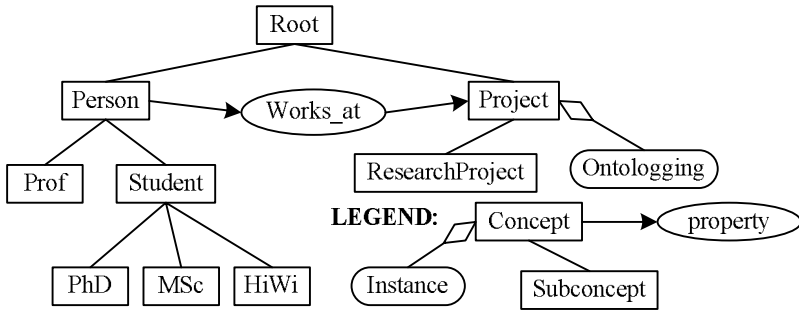 Root
Person
Works_at
Project
Prof
Student
ResearchProject
Ontologging
LEGEND:
Concept
property
PhD
MSc
HiWi
Instance
Subconcept